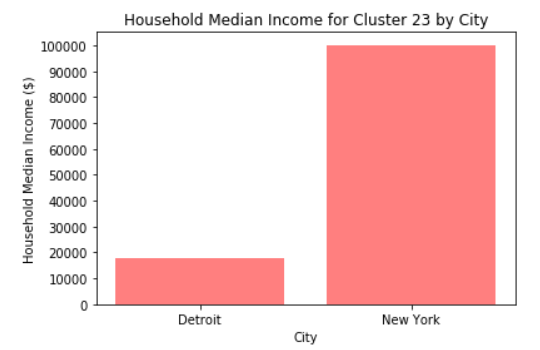 Household Median Income for Cluster 23 by City
Household Median Income ($)
100000
90000
80000
70000
60000
50000
40000
30000
20000
10000
0
Detroit New York
City